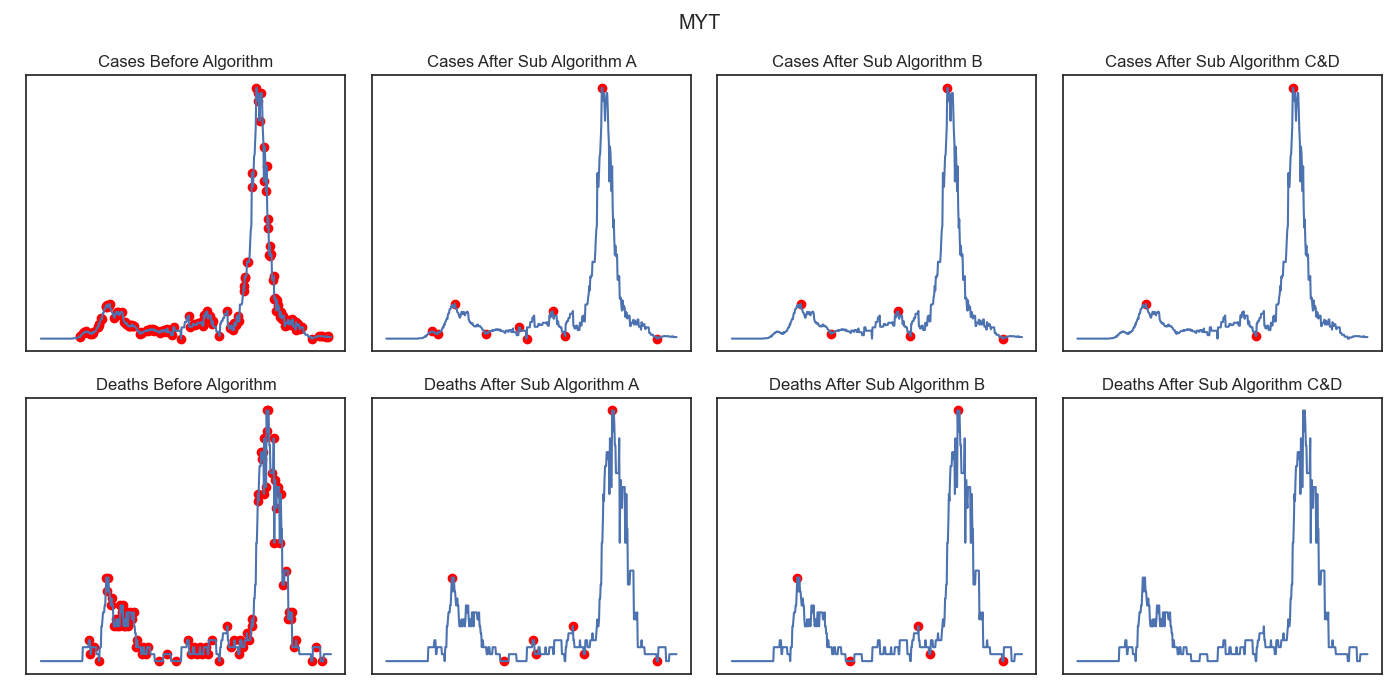 MYT
Cases Before Algorithm
Cases After Sub Algorithm A
Cases After Sub Algorithm B
Cases After Sub Algorithm C&D
Deaths Before Algorithm
Deaths After Sub Algorithm A
Deaths After Sub Algorithm B
Deaths After Sub Algorithm C&D